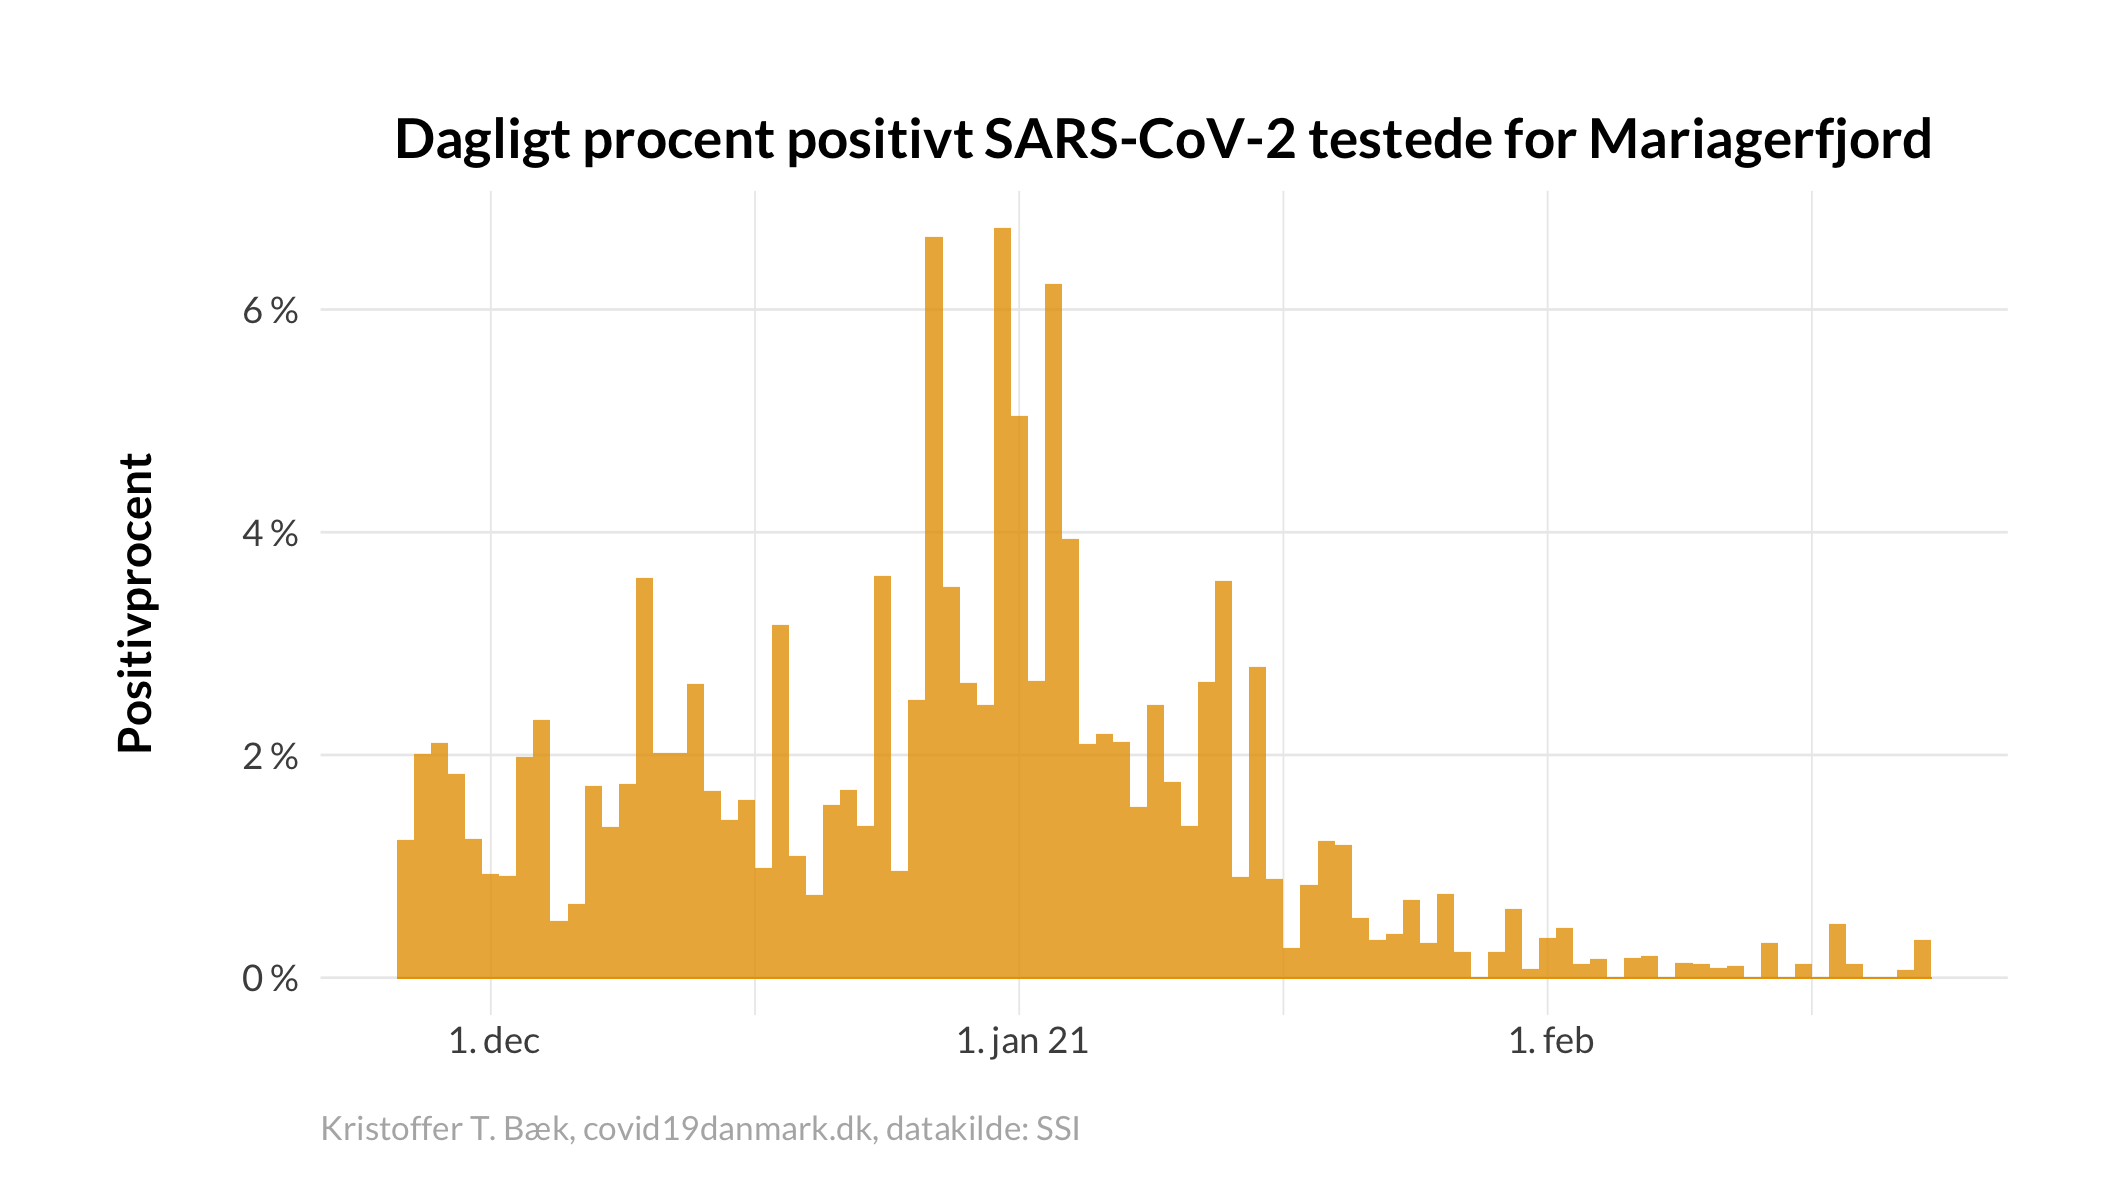 Dagligt procent positivt SARS-CoV-2 testede for Mariagerfjord
Positivprocent
6 %
4 %
2 %
0 %
1. dec
1. jan 21
1. feb
Kristoffer T. Bæk, covid19danmark.dk, datakilde: SSI